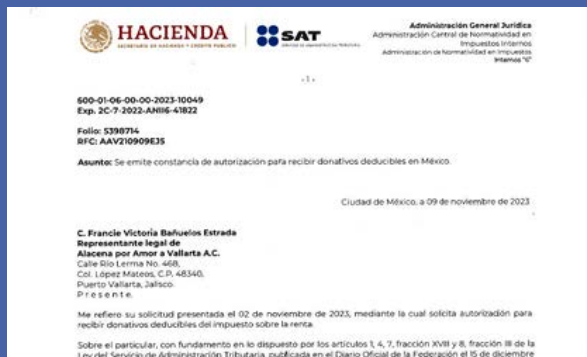 HACIENDA
SECRETARÍA DE HACIENDA Y CRÉDITO PÚBLICO
SAT
SERVICIO DE ADMINISTRACIÓN TRIBUTARIA
Administración General Jurídica
Administración Central de Normatividad en
Impuestos Internos
Administración de Normatividad en Impuestos
Internos "6"
- 1 -
600-01-06-00-00-2023-10049
Exp. 2C-7-2022-ANII6-41822
Folio: 5398714
RFC: AAV210909EJ5
Asunto: Se emite constancia de autorización para recibir donativos deducibles en México.
Ciudad de México, a 09 de noviembre de 2023
C. Francie Victoria Bañuelos Estrada
Representante legal de
Alacena por Amor a Vallarta A.C.
Calle Río Lerma No. 468,
Col. López Mateos, C.P. 48340,
Puerto Vallarta, Jalisco.
P r e s e n t e.
Me refiero su solicitud presentada el 02 de noviembre de 2023, mediante la cual solicita autorización para
recibir donativos deducibles del impuesto sobre la renta.
Sobre el particular, con fundamento en lo dispuesto por los artículos 1, 4, 7, fracción XVIII y 8, fracción III de la
Ley del Servicio de Administración Tributaria, publicada en el Diario Oficial de la Federación el 15 de diciembre